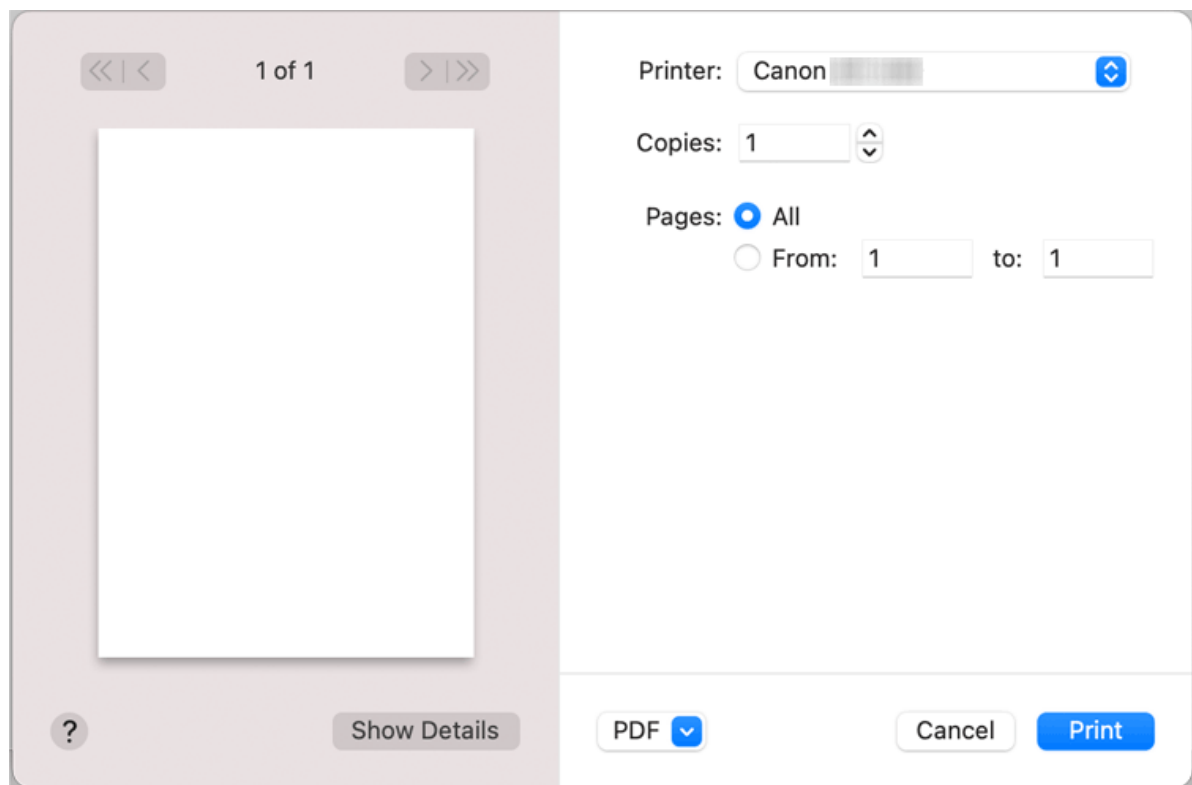 1 of 1
Printer: Canon
Copies: 1
Pages: All
From: 1 to: 1
? Show Details
PDF Cancel Print